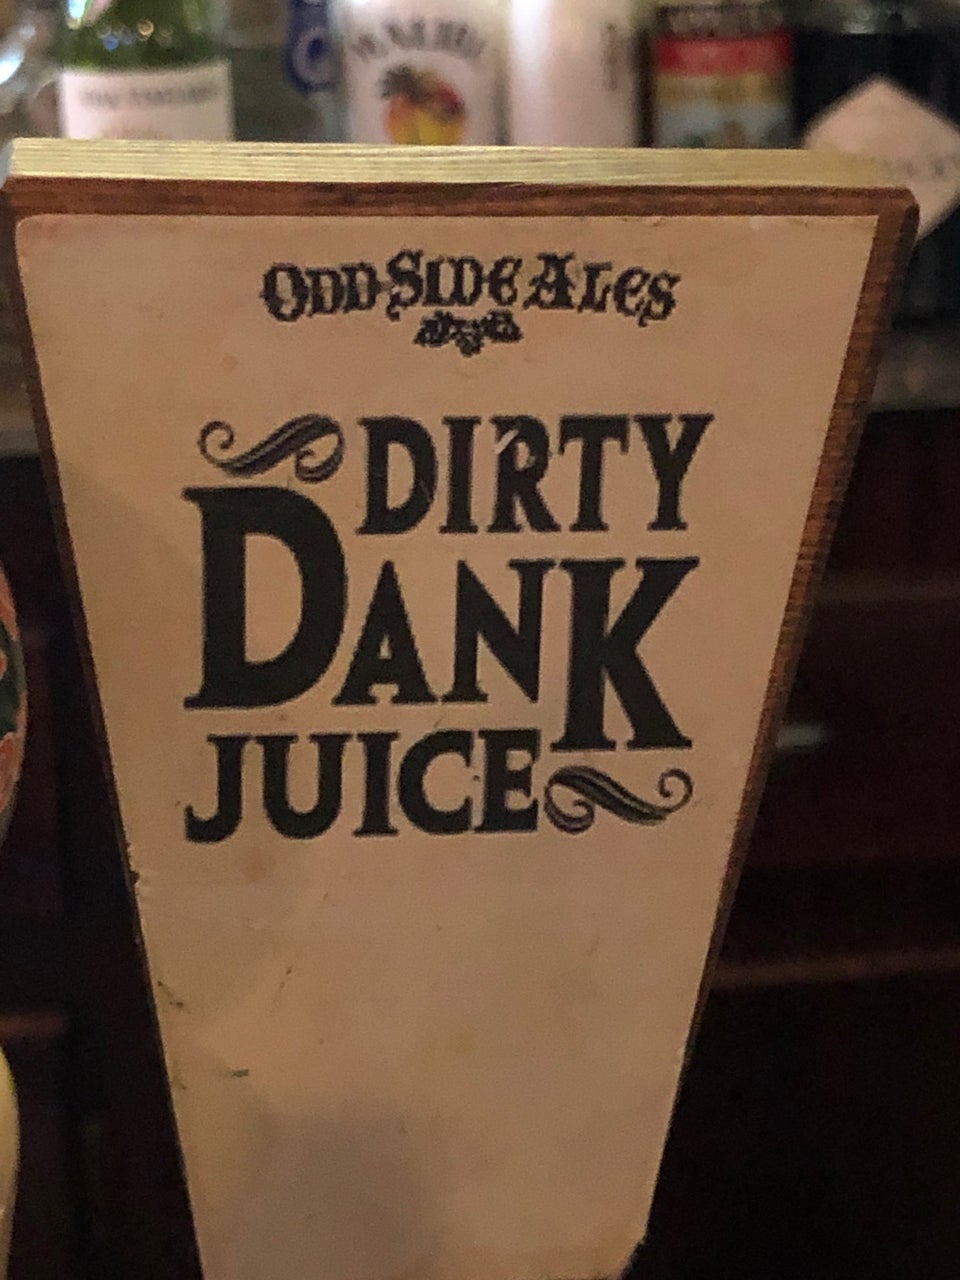 ODD SIDE ALES
DIRTY
DANK
JUICE